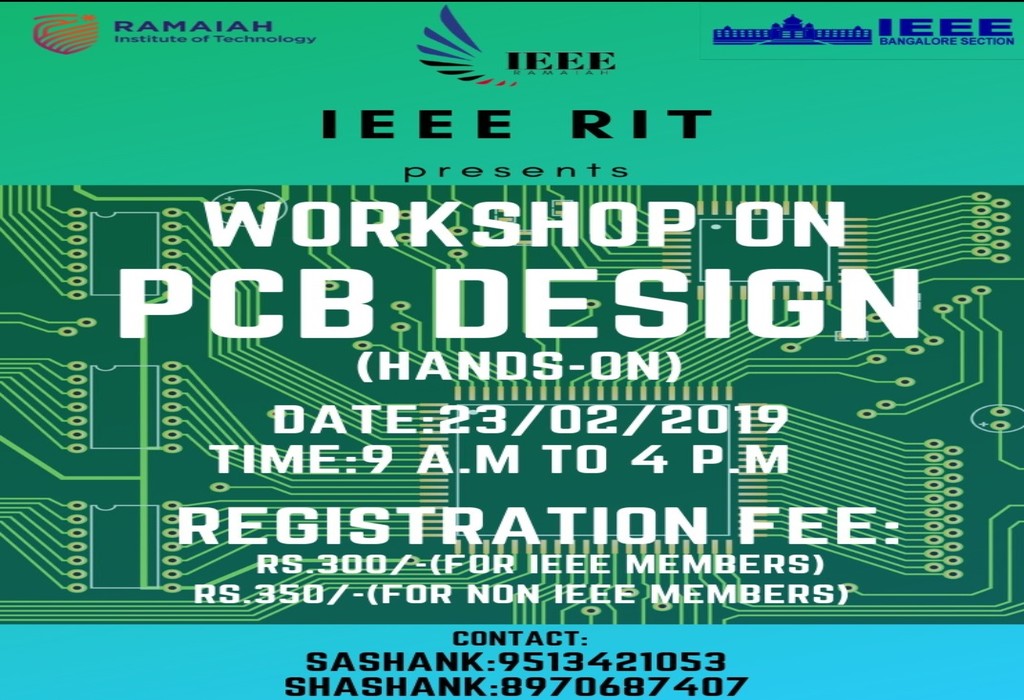 RAMAIAH
Institute of Technology
IEEE
RAMAIAH
IEEE
BANGALORE SECTION
IEEE RIT
presents
WORKSHOP ON
PCB DESIGN
(HANDS-ON)
DATE:23/02/2019
TIME:9 A.M TO 4 P.M
REGISTRATION FEE:
RS.300/-(FOR IEEE MEMBERS)
RS.350/-(FOR NON IEEE MEMBERS)
CONTACT:
SASHANK:9513421053
SHASHANK:8970687407